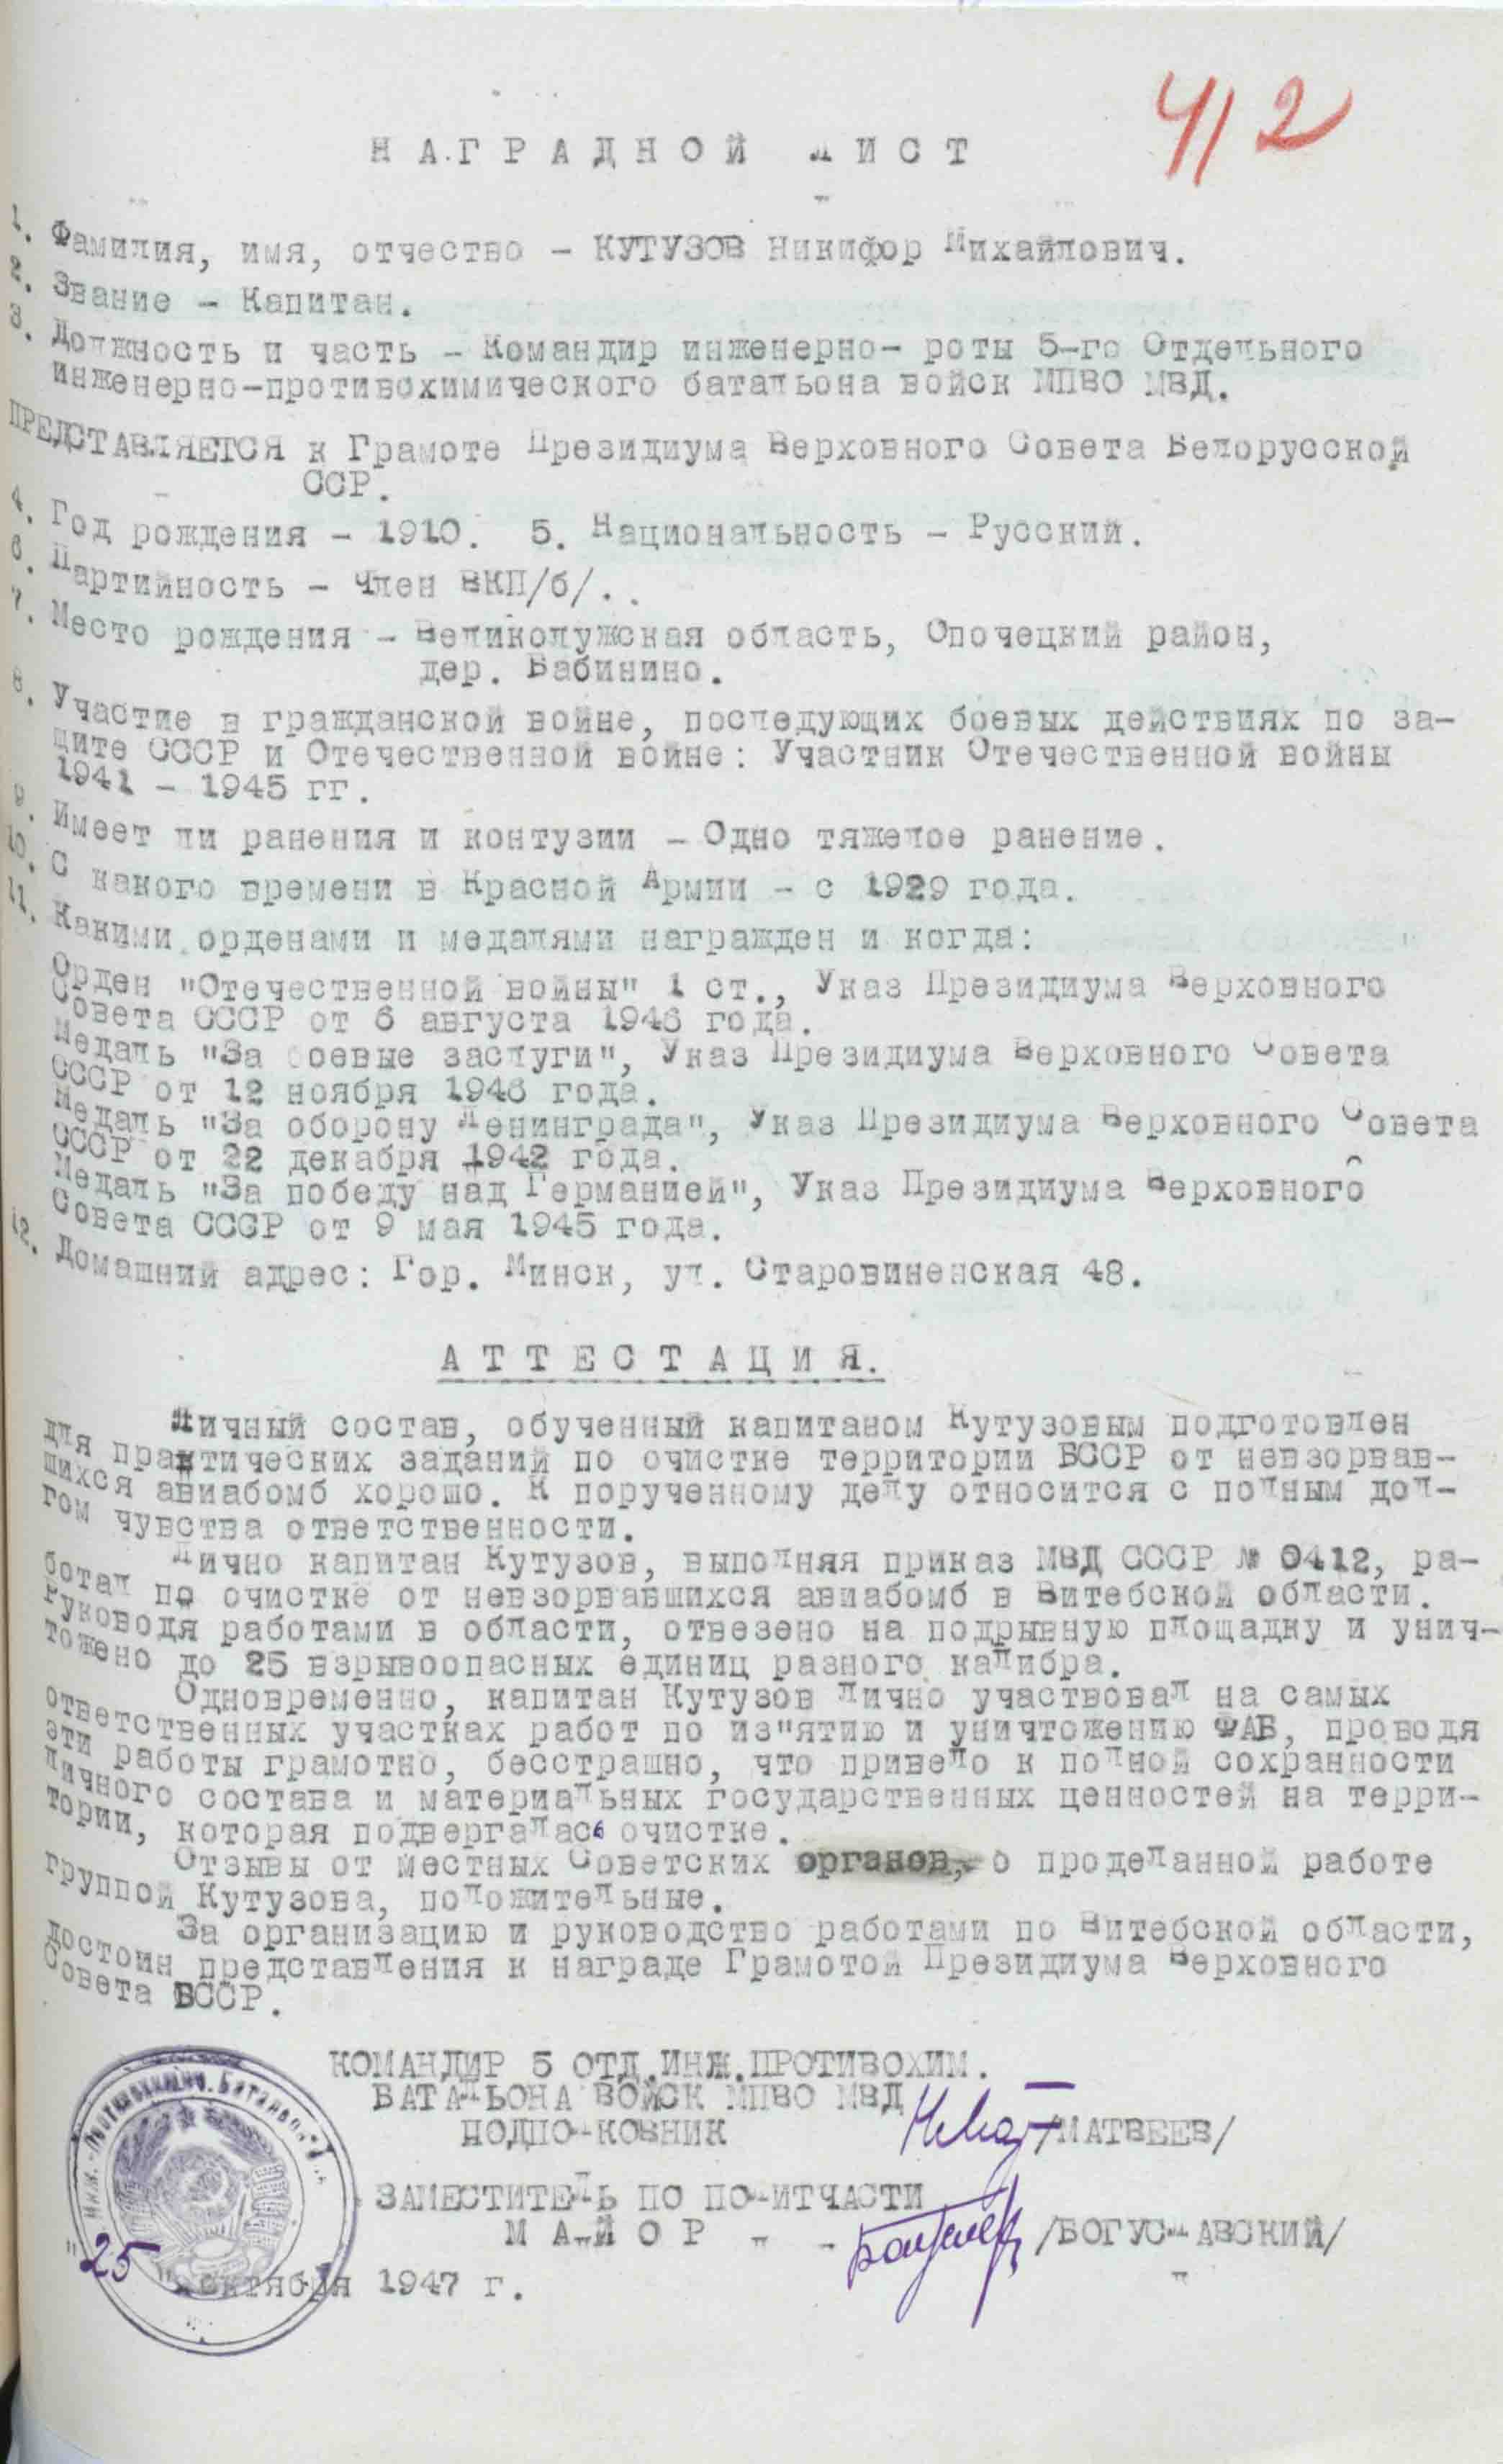 412
НАГРАДНОЙ ЛИСТ
1. Фамилия, имя, отчество – КУТУЗОВ Никифор Михайлович.
2. Звание – Капитан.
3. Должность и часть – Командир инженерно- роты 5-го Отдельного
инженерно-противохимического батальона войск МПВО МВД.
ПРЕДСТАВЛЯЕТСЯ к Грамоте Президиума Верховного Совета Белорусской
ССР.
4. Год рождения – 1910. 5. Национальность – Русский.
6. Партийность – Член ВКП/б/.
7. Место рождения – Великолужская область, Опочецкий район,
дер. Бабинино.
8. Участие в гражданской войне, последующих боевых действиях по за-
щите СССР и Отечественной войне: Участник Отечественной войны
1941 – 1945 гг.
9. Имеет ли ранения и контузии – Одно тяжелое ранение.
10. С какого времени в Красной Армии – с 1929 года.
11. Какими орденами и медалями награжден и когда:
Орден "Отечественной войны" 1 ст., Указ Президиума Верховного
Совета СССР от 6 августа 1946 года.
Медаль "За боевые заслуги", Указ Президиума Верховного Совета
СССР от 12 ноября 1946 года.
Медаль "За оборону Ленинграда", Указ Президиума Верховного Совета
СССР от 22 декабря 1942 года.
Медаль "За победу над Германией", Указ Президиума Верховного
Совета СССР от 9 мая 1945 года.
12. Домашний адрес: Гор. Минск, ул. Старовиненская 48.
АТТЕСТАЦИЯ.
Личный состав, обученный капитаном Кутузовым подготовлен
для практических заданий по очистке территории БССР от невзорвав-
шихся авиабомб хорошо. К порученному делу относится с полным дол-
гом чувства ответственности.
Лично капитан Кутузов, выполняя приказ МВД СССР № 0412, ра-
ботал по очистке от невзорвавшихся авиабомб в Витебской области.
Руководя работами в области, отвезено на подрывную площадку и унич-
тожено до 25 взрывоопасных единиц разного калибра.
Одновременно, капитан Кутузов лично участвовал на самых
ответственных участках работ по из"ятию и уничтожению ФАБ, проводя
эти работы грамотно, бесстрашно, что привело к полной сохранности
личного состава и материальных государственных ценностей на терри-
тории, которая подвергалась очистке.
Отзывы от местных Советских органов, о проделанной работе
группой Кутузова, положительные.
За организацию и руководство работами по Витебской области,
достоин представления к награде Грамотой Президиума Верховного
Совета БССР.
КОМАНДИР 5 ОТД.ИНЖ.ПРОТИВОХИМ.
БАТАЛЬОНА ВОЙСК МПВО МВД
ПОДПОЛКОВНИК /МАТВЕЕВ/
ЗАМЕСТИТЕЛЬ ПО ПОЛИТЧАСТИ
МАЙОР /БОГУСЛАВСКИЙ/
"25" октября 1947 г.